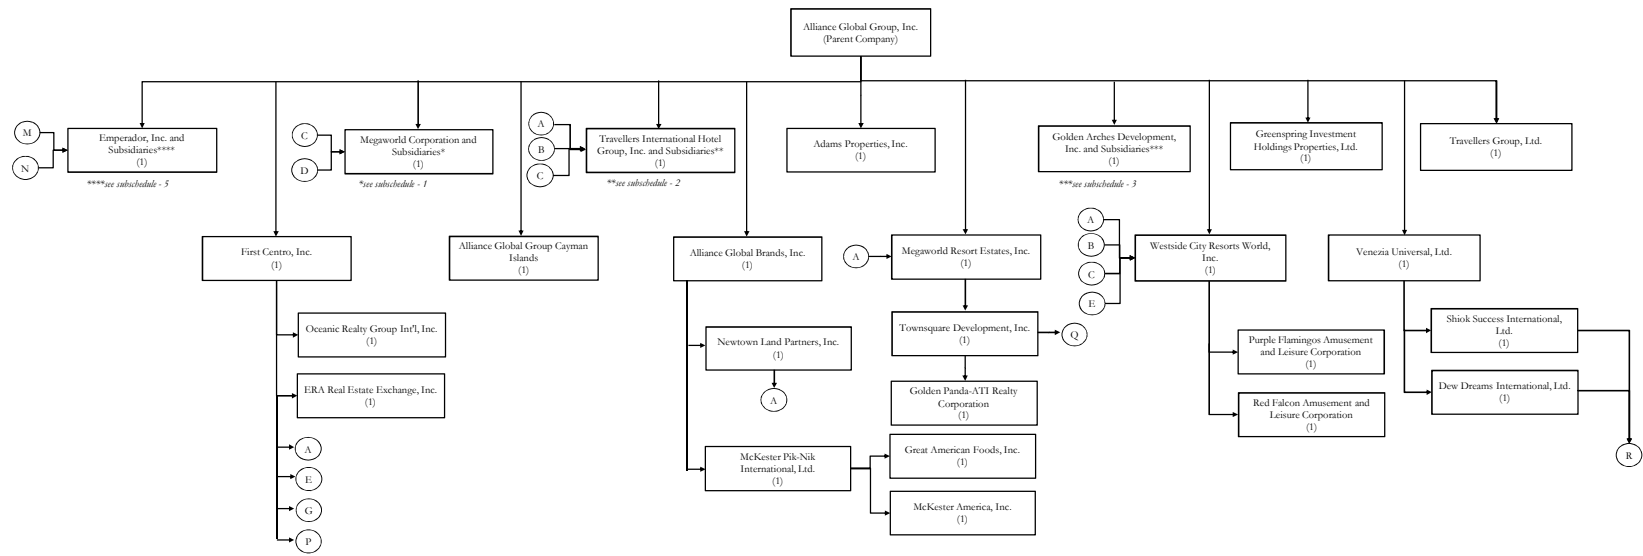 Alliance Global Group, Inc.
(Parent Company)
M
N
Emperador, Inc. and
Subsidiaries****
(1)
****see subschedule - 5
C
D
Megaworld Corporation and
Subsidiaries*
(1)
*see subschedule - 1
A
B
C
Travellers International Hotel
Group, Inc. and Subsidiaries**
(1)
**see subschedule - 2
Adams Properties, Inc.
(1)
Golden Arches Development,
Inc. and Subsidiaries***
(1)
***see subschedule - 3
Greenspring Investment
Holdings Properties, Ltd.
(1)
Travellers Group, Ltd.
(1)
First Centro, Inc.
(1)
Alliance Global Group Cayman
Islands
(1)
Alliance Global Brands, Inc.
(1)
A
Megaworld Resort Estates, Inc.
(1)
A
B
C
E
Westside City Resorts World,
Inc.
(1)
Venezia Universal, Ltd.
(1)
Oceanic Realty Group Int'l, Inc.
(1)
ERA Real Estate Exchange, Inc.
(1)
A
E
G
P
Newtown Land Partners, Inc.
(1)
A
McKester Pik-Nik
International, Ltd.
(1)
Townsquare Development, Inc.
(1)
Q
Golden Panda-ATI Realty
Corporation
(1)
Great American Foods, Inc.
(1)
McKester America, Inc.
(1)
Purple Flamingos Amusement
and Leisure Corporation
(1)
Red Falcon Amusement and
Leisure Corporation
(1)
Shiok Success International,
Ltd.
(1)
Dew Dreams International, Ltd.
(1)
R